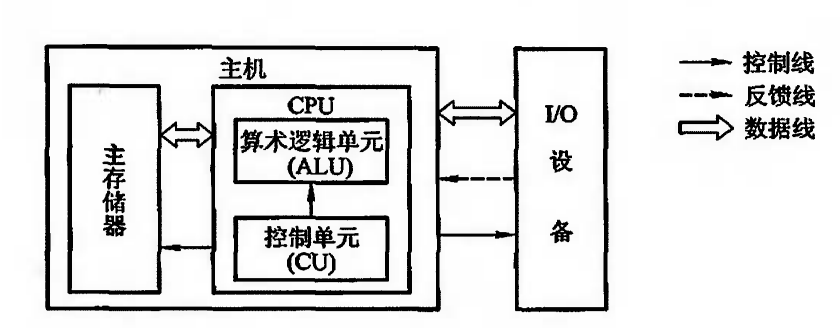 主机
CPU
算术逻辑单元
(ALU)
控制单元
(CU)
主存储器
I/O
设
备
控制线
反馈线
数据线